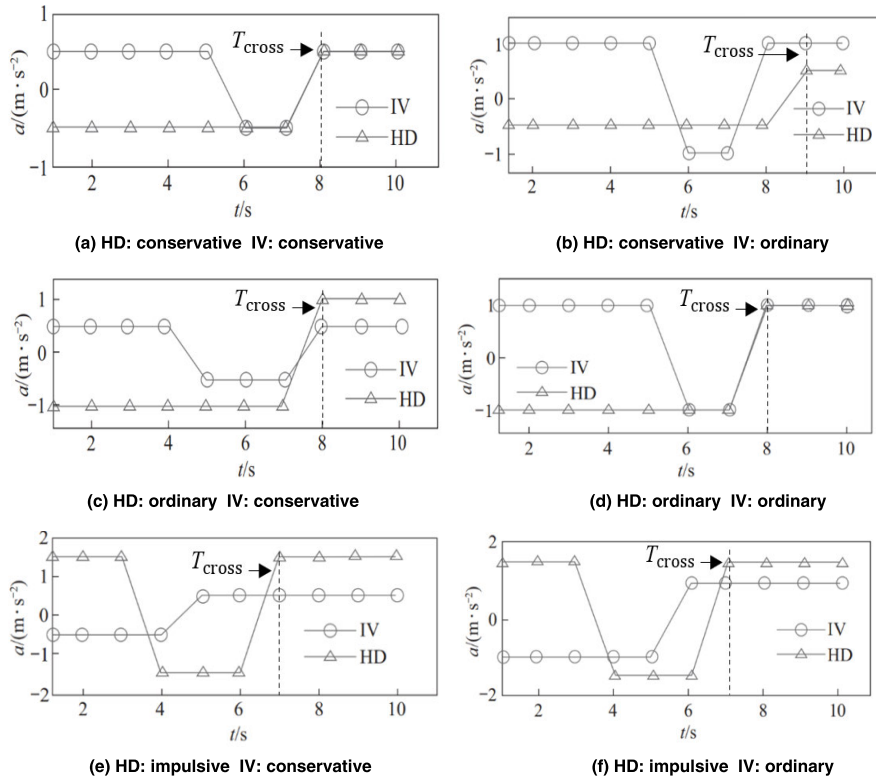 1
0
−1
a/(m · s⁻²)
T_cross
IV
HD
2 4 6 8 10
t/s
(a) HD: conservative IV: conservative
1
0
−1
a/(m · s⁻²)
T_cross
IV
HD
2 4 6 8 10
t/s
(b) HD: conservative IV: ordinary
1
0
−1
a/(m · s⁻²)
T_cross
IV
HD
2 4 6 8 10
t/s
(c) HD: ordinary IV: conservative
1
0
−1
a/(m · s⁻²)
T_cross
IV
HD
2 4 6 8 10
t/s
(d) HD: ordinary IV: ordinary
2
1
0
−1
−2
a/(m · s⁻²)
T_cross
IV
HD
2 4 6 8 10
t/s
(e) HD: impulsive IV: conservative
2
1
0
−1
−2
a/(m · s⁻²)
T_cross
IV
HD
2 4 6 8 10
t/s
(f) HD: impulsive IV: ordinary